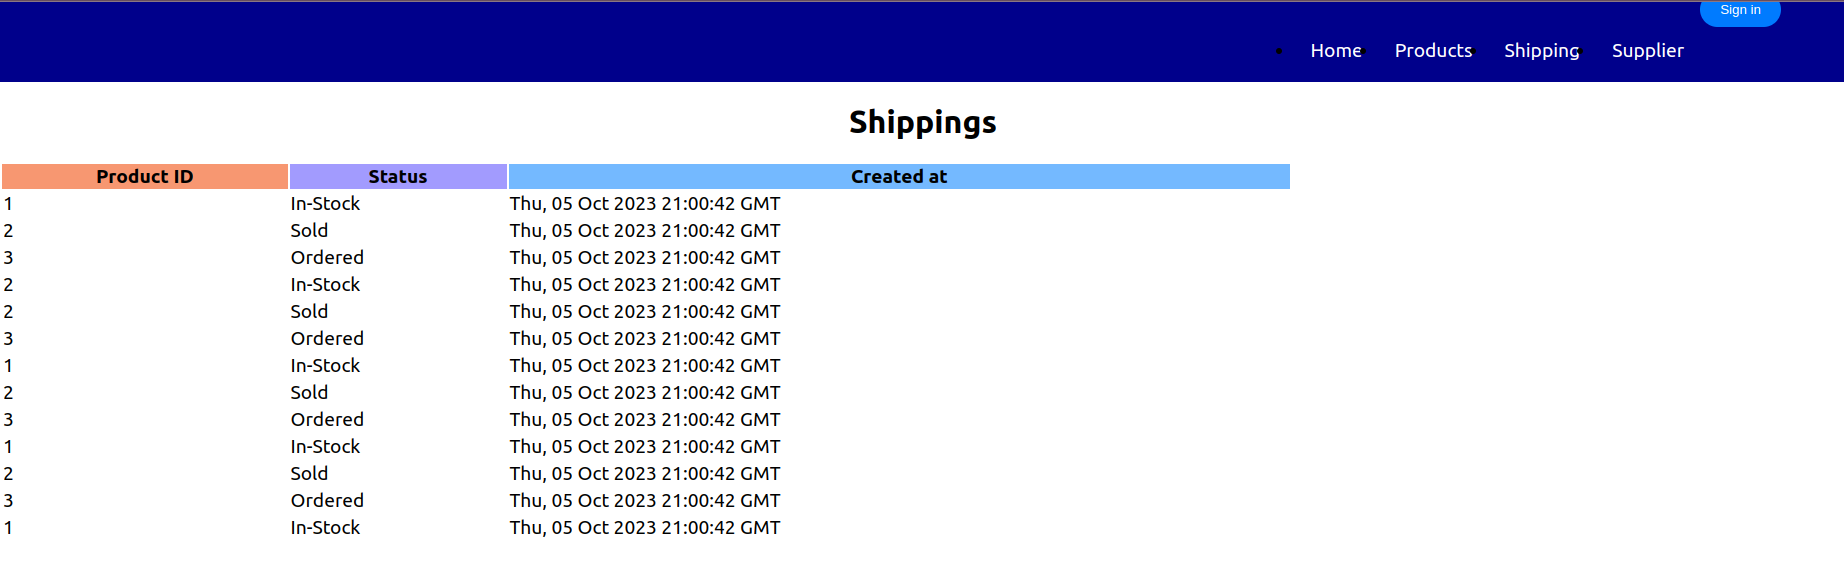 Sign in
Home Products Shipping Supplier
Shippings
Product ID Status Created at
1 In-Stock Thu, 05 Oct 2023 21:00:42 GMT
2 Sold Thu, 05 Oct 2023 21:00:42 GMT
3 Ordered Thu, 05 Oct 2023 21:00:42 GMT
2 In-Stock Thu, 05 Oct 2023 21:00:42 GMT
2 Sold Thu, 05 Oct 2023 21:00:42 GMT
3 Ordered Thu, 05 Oct 2023 21:00:42 GMT
1 In-Stock Thu, 05 Oct 2023 21:00:42 GMT
2 Sold Thu, 05 Oct 2023 21:00:42 GMT
3 Ordered Thu, 05 Oct 2023 21:00:42 GMT
1 In-Stock Thu, 05 Oct 2023 21:00:42 GMT
2 Sold Thu, 05 Oct 2023 21:00:42 GMT
3 Ordered Thu, 05 Oct 2023 21:00:42 GMT
1 In-Stock Thu, 05 Oct 2023 21:00:42 GMT